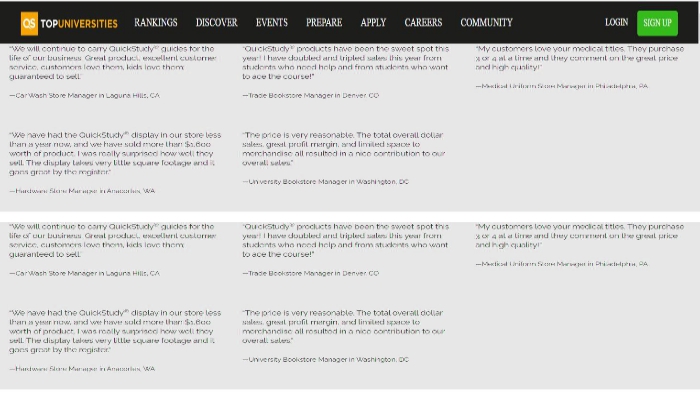 QS TOPUNIVERSITIES RANKINGS DISCOVER EVENTS PREPARE APPLY CAREERS COMMUNITY LOGIN SIGN UP
"We will continue to carry QuickStudy® guides for the
life of our business. Great product, excellent customer
service, customers love them, kids love them;
guaranteed to sell."
—Car Wash Store Manager in Laguna Hills, CA
"QuickStudy® products have been the sweet spot this
year! I have doubled and tripled sales this year from
students who need help and from students who want
to ace the course!"
—Trade Bookstore Manager in Denver, CO
"My customers love your medical titles. They purchase
3 or 4 at a time and they comment on the great price
and high quality!"
—Medical Uniform Store Manager in Philadelphia, PA
"We have had the QuickStudy® display in our store less
than a year now, and we have sold more than $1,600
worth of product. I was really surprised how well they
sell. The display takes very little square footage and it
goes great by the register."
—Hardware Store Manager in Anacortes, WA
"The price is very reasonable. The total overall dollar
sales, great profit margin, and limited space to
merchandise all resulted in a nice contribution to our
overall sales."
—University Bookstore Manager in Washington, DC
"We will continue to carry QuickStudy® guides for the
life of our business. Great product, excellent customer
service, customers love them, kids love them;
guaranteed to sell."
—Car Wash Store Manager in Laguna Hills, CA
"QuickStudy® products have been the sweet spot this
year! I have doubled and tripled sales this year from
students who need help and from students who want
to ace the course!"
—Trade Bookstore Manager in Denver, CO
"My customers love your medical titles. They purchase
3 or 4 at a time and they comment on the great price
and high quality!"
—Medical Uniform Store Manager in Philadelphia, PA
"We have had the QuickStudy® display in our store less
than a year now, and we have sold more than $1,600
worth of product. I was really surprised how well they
sell. The display takes very little square footage and it
goes great by the register."
—Hardware Store Manager in Anacortes, WA
"The price is very reasonable. The total overall dollar
sales, great profit margin, and limited space to
merchandise all resulted in a nice contribution to our
overall sales."
—University Bookstore Manager in Washington, DC